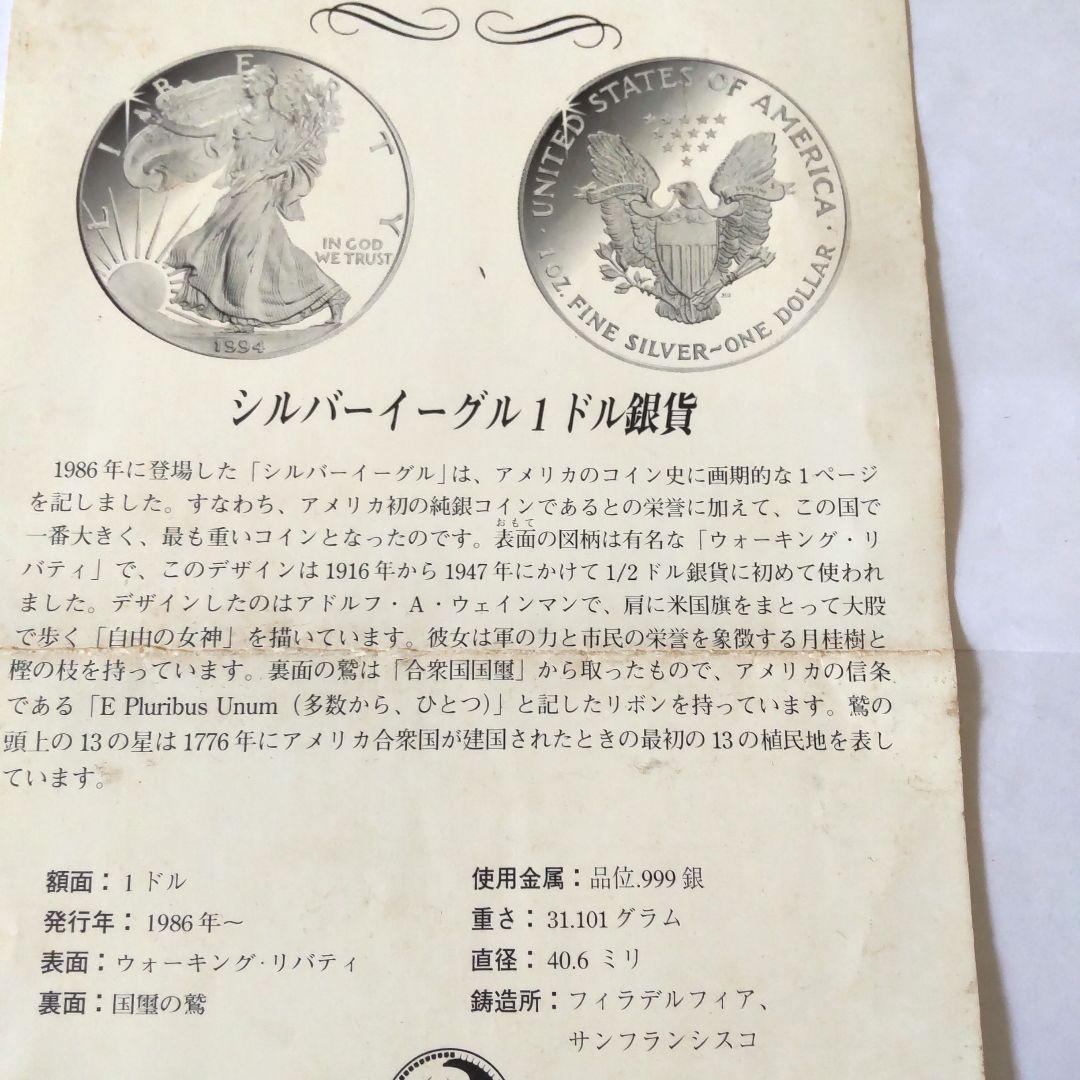 LIBERTY
IN GOD
WE TRUST
1994
UNITED STATES OF AMERICA
1 OZ. FINE SILVER~ONE DOLLAR
シルバーイーグル1ドル銀貨
1986年に登場した「シルバーイーグル」は、アメリカのコイン史に画期的な1ページ
を記しました。すなわち、アメリカ初の純銀コインであるとの栄誉に加えて、この国で
おもて
一番大きく、最も重いコインとなったのです。表面の図柄は有名な「ウォーキング・リ
バティ」で、このデザインは1916年から1947年にかけて1/2ドル銀貨に初めて使われ
ました。デザインしたのはアドルフ・A・ウェインマンで、肩に米国旗をまとって大股
で歩く「自由の女神」を描いています。彼女は軍の力と市民の栄誉を象徴する月桂樹と
樫の枝を持っています。裏面の鷲は「合衆国国璽」から取ったもので、アメリカの信条
である「E Pluribus Unum（多数から、ひとつ）」と記したリボンを持っています。鷲の
頭上の13の星は1776年にアメリカ合衆国が建国されたときの最初の13の植民地を表し
ています。
額面：1ドル
発行年：1986年～
表面：ウォーキング・リバティ
裏面：国璽の鷲
使用金属：品位.999銀
重さ：31.101グラム
直径：40.6 ミリ
鋳造所：フィラデルフィア、
サンフランシスコ